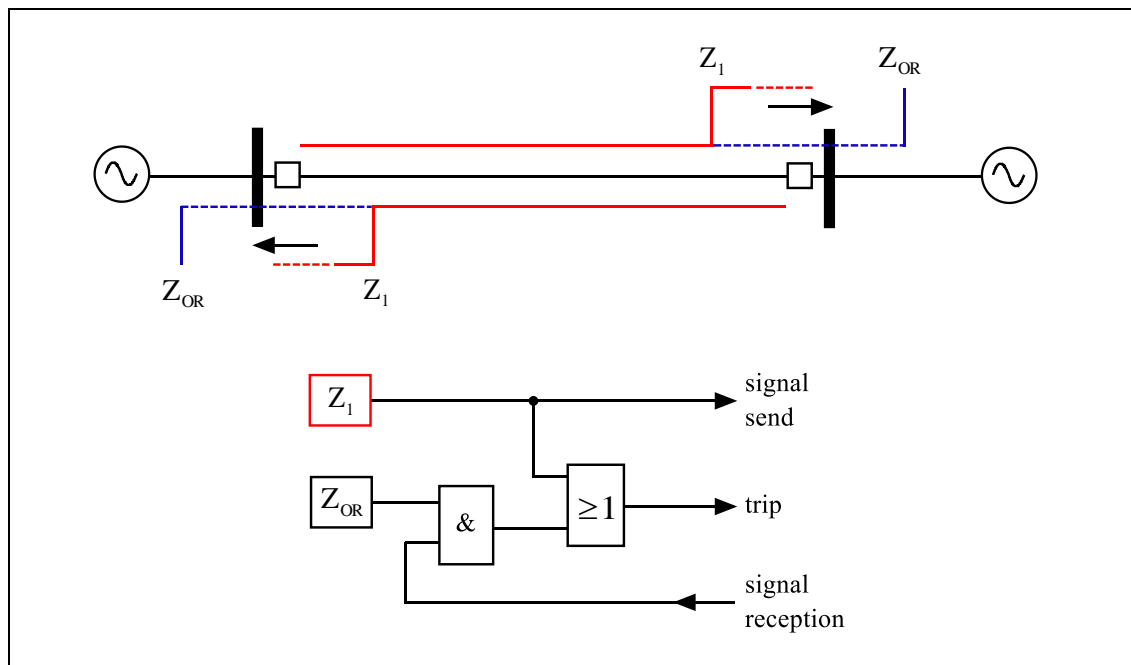 Z1
ZOR
ZOR
Z1
Z1
signal
send
ZOR
&
≥1
trip
signal
reception